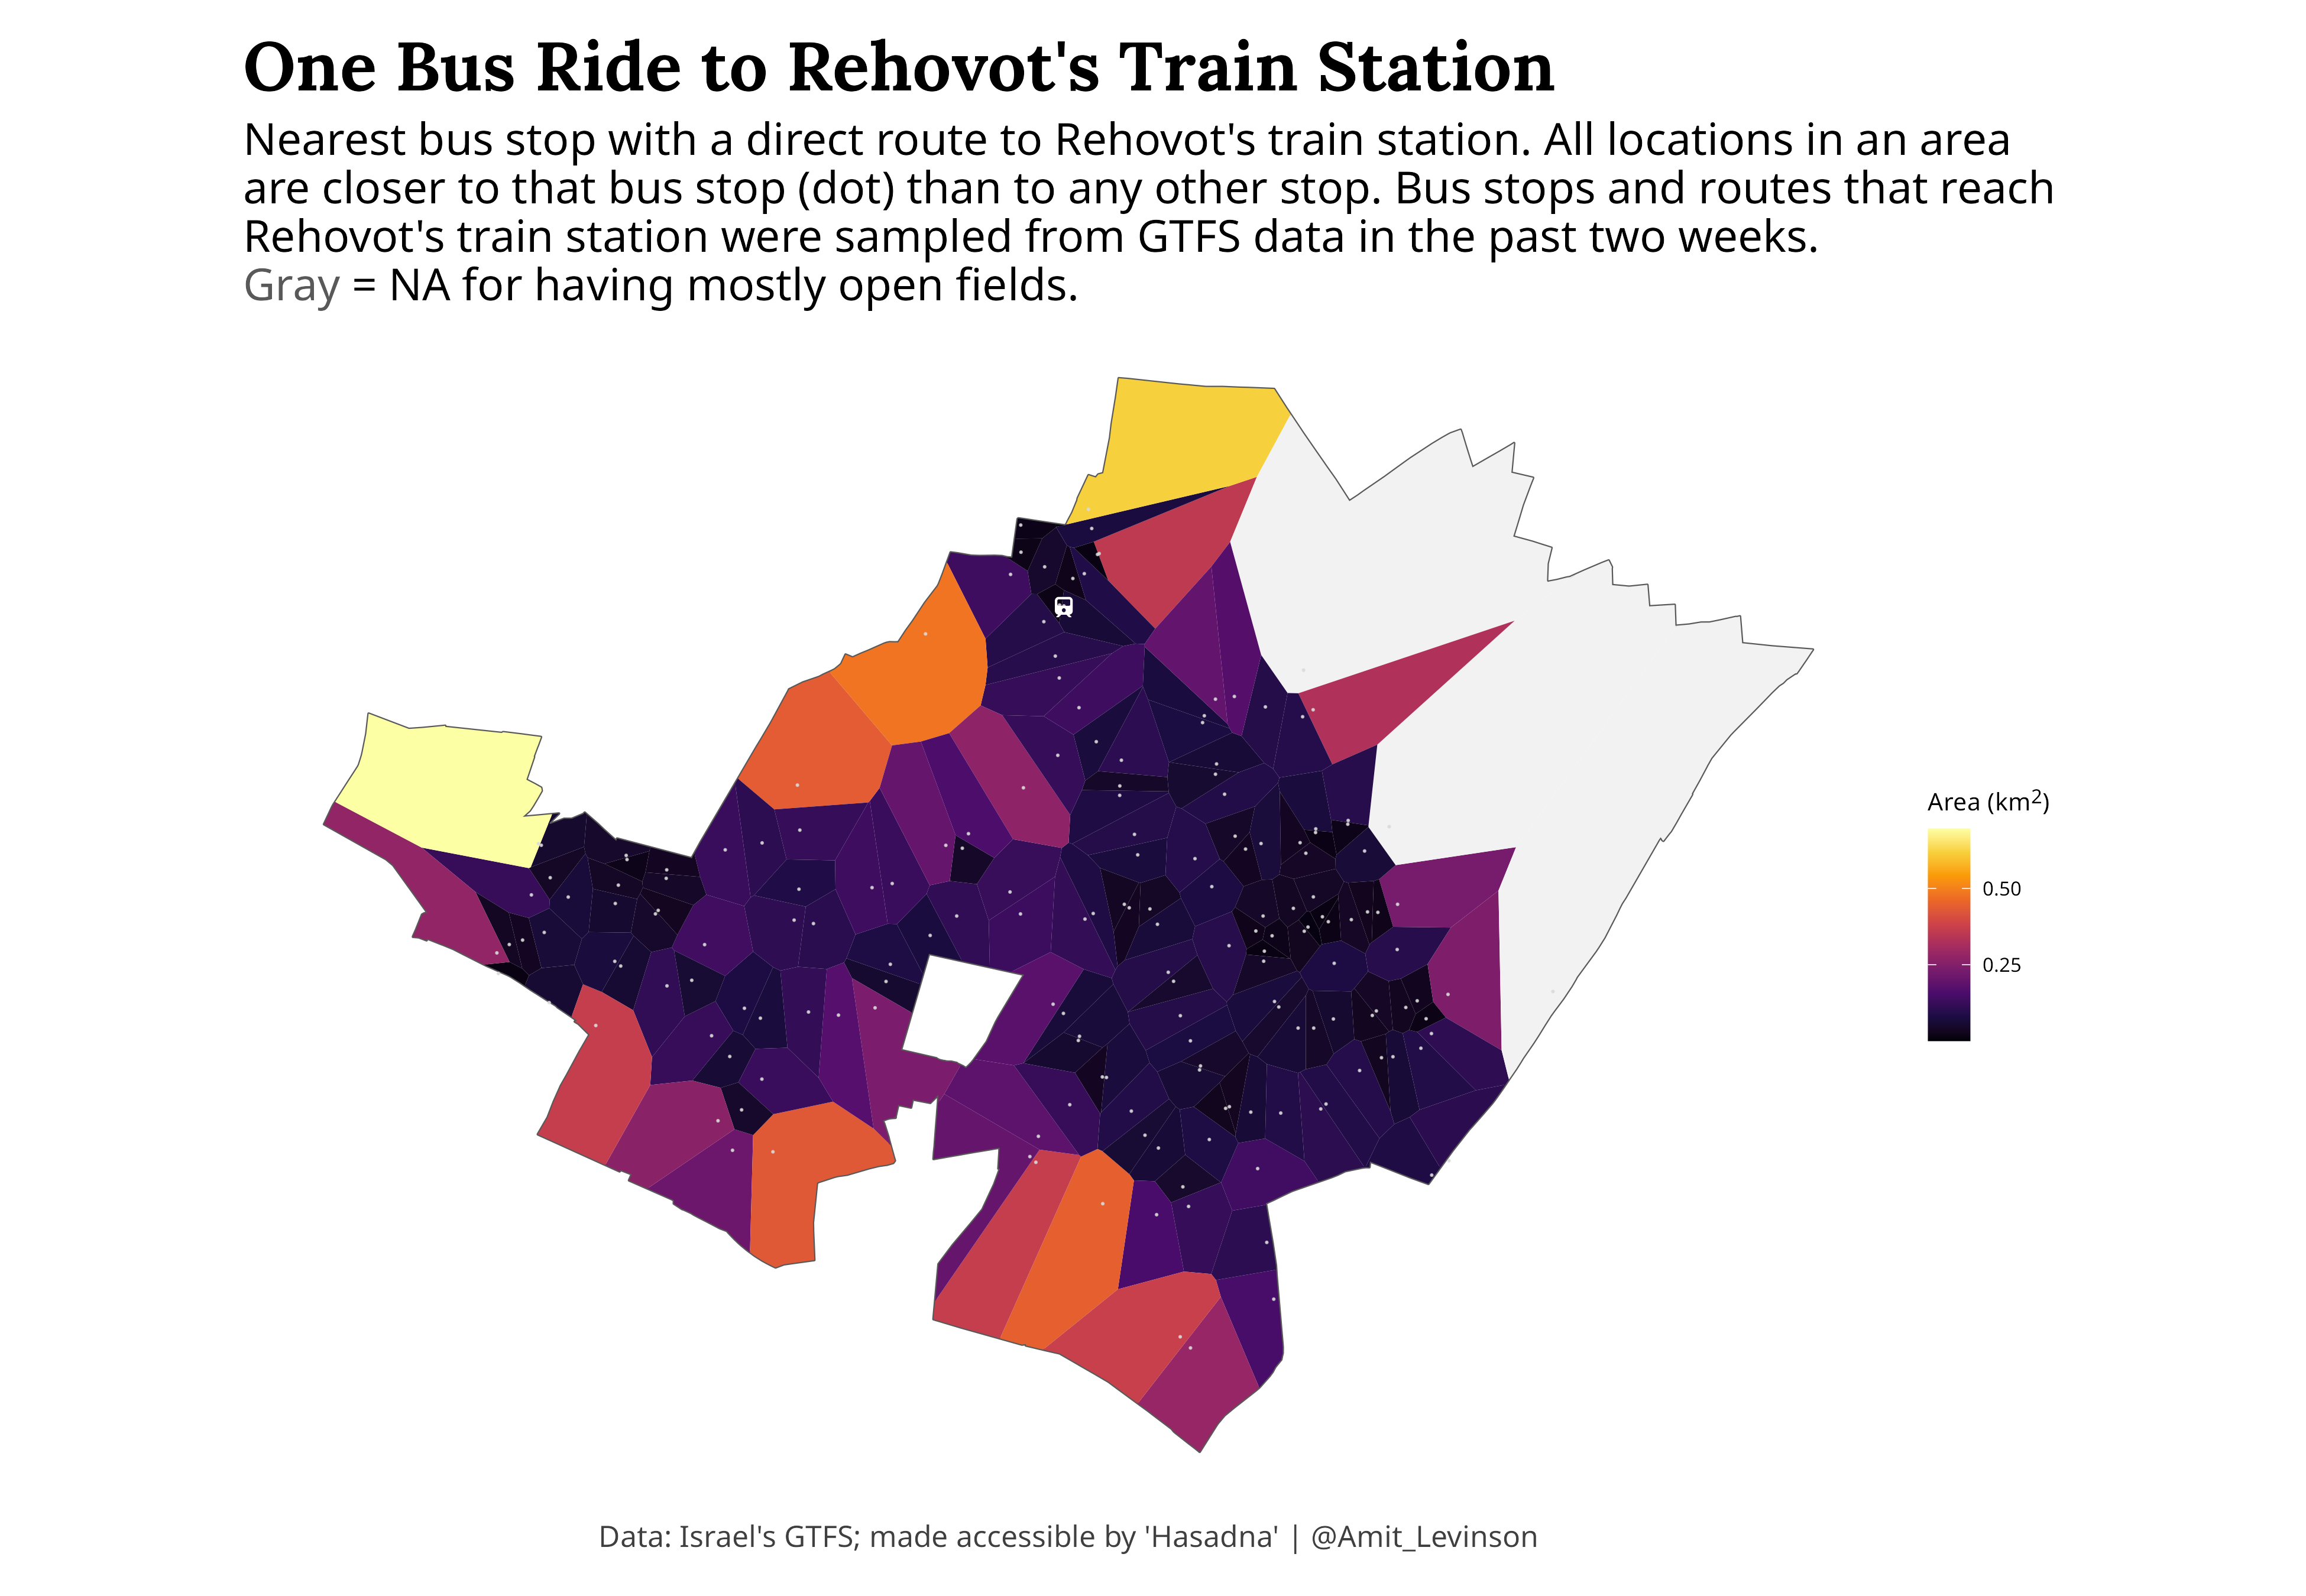 One Bus Ride to Rehovot's Train Station
Nearest bus stop with a direct route to Rehovot's train station. All locations in an area
are closer to that bus stop (dot) than to any other stop. Bus stops and routes that reach
Rehovot's train station were sampled from GTFS data in the past two weeks.
Gray = NA for having mostly open fields.
Area (km²)
0.50
0.25
Data: Israel's GTFS; made accessible by 'Hasadna' | @Amit_Levinson